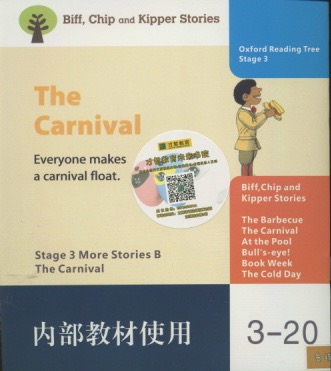 Biff, Chip and Kipper Stories
Oxford Reading Tree
Stage 3
The
Carnival
Everyone makes
a carnival float.
Biff,Chip and
Kipper Stories
The Barbecue
The Carnival
At the Pool
Bull's-eye!
Book Week
The Cold Day
Stage 3 More Stories B
The Carnival
内部教材使用
3-20